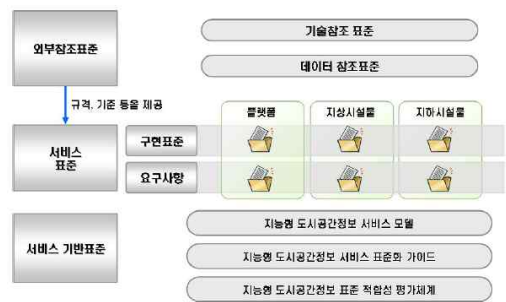 외부참조표준
기술참조 표준
데이터 참조표준
규격, 기준 등을 제공
플랫폼
지상시설물
지하시설물
서비스
표준
구현표준
요구사항
서비스 기반표준
지능형 도시공간정보 서비스 모델
지능형 도시공간정보 서비스 표준화 가이드
지능형 도시공간정보 표준 적합성 평가체계